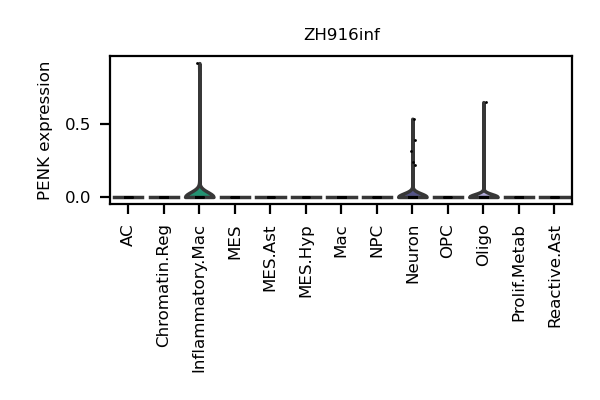 ZH916inf
PENK expression
0.5
0.0
AC
Chromatin.Reg
Inflammatory.Mac
MES
MES.Ast
MES.Hyp
Mac
NPC
Neuron
OPC
Oligo
Prolif.Metab
Reactive.Ast